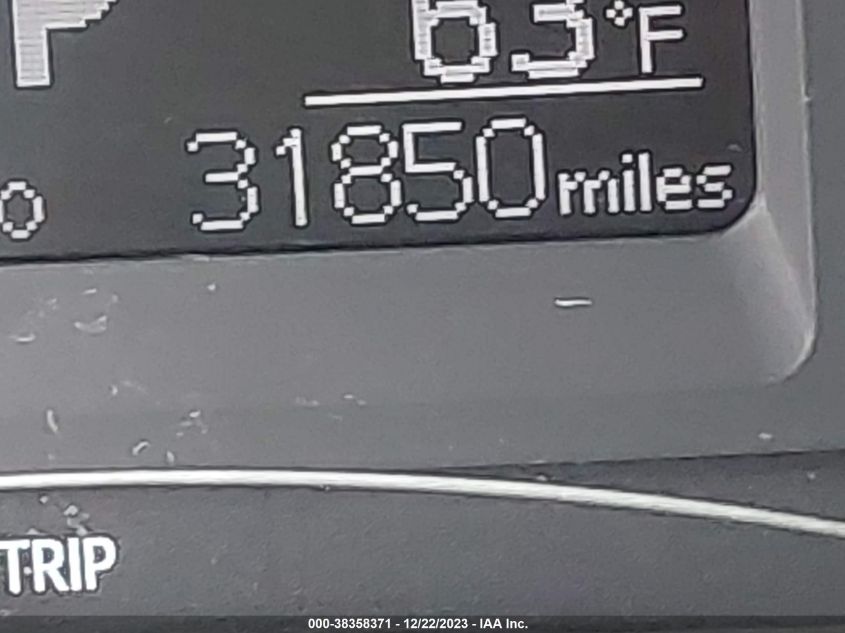 P 63°F
o 31850 miles
TRIP
000-38358371 - 12/22/2023 - IAA Inc.